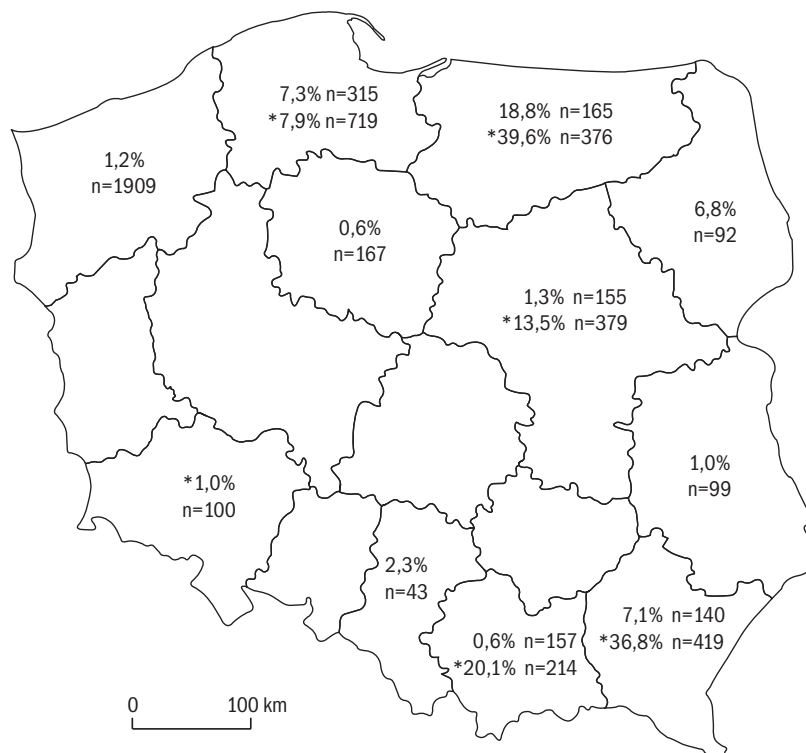 7,3% n=315
*7,9% n=719
18,8% n=165
*39,6% n=376
1,2%
n=1909
6,8%
n=92
0,6%
n=167
1,3% n=155
*13,5% n=379
*1,0%
n=100
1,0%
n=99
2,3%
n=43
7,1% n=140
*36,8% n=419
0,6% n=157
*20,1% n=214
0 100 km